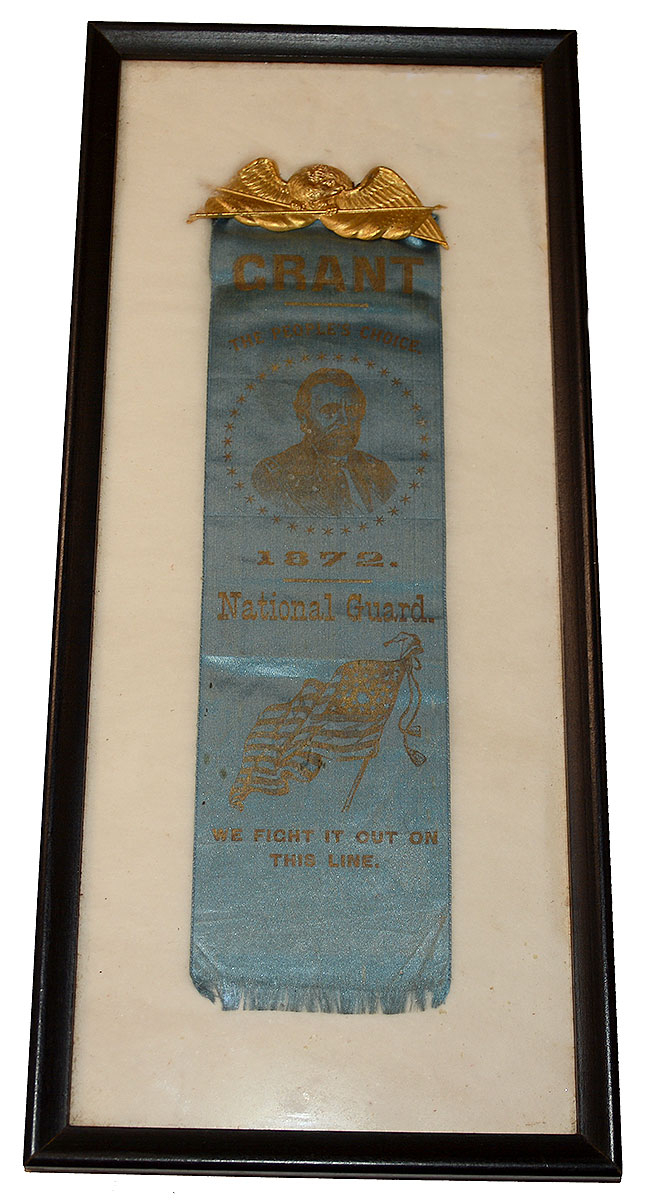 GRANT
THE PEOPLE'S CHOICE.
1872.
National Guard.
WE FIGHT IT OUT ON
THIS LINE.